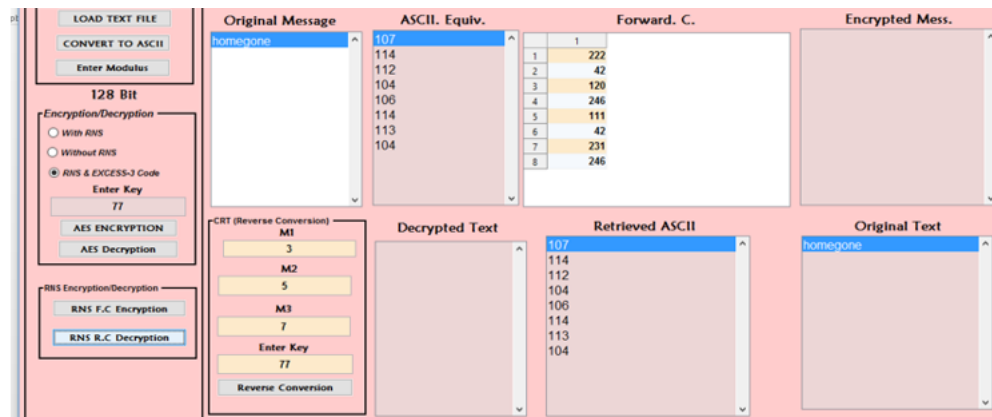 LOAD TEXT FILE
CONVERT TO ASCII
Enter Modulus
128 Bit
Encryption/Decryption
With RNS
Without RNS
RNS & EXCESS-3 Code
Enter Key
77
AES ENCRYPTION
AES Decryption
RNS Encryption/Decryption
RNS F.C Encryption
RNS R.C Decryption
Original Message
homegone
ASCII. Equiv.
107
114
112
104
106
114
113
104
Forward. C.
1
1 222
2 42
3 120
4 246
5 111
6 42
7 231
8 246
Encrypted Mess.
CRT (Reverse Conversion)
M1
3
M2
5
M3
7
Enter Key
77
Reverse Conversion
Decrypted Text
Retrieved ASCII
107
114
112
104
106
114
113
104
Original Text
homegone